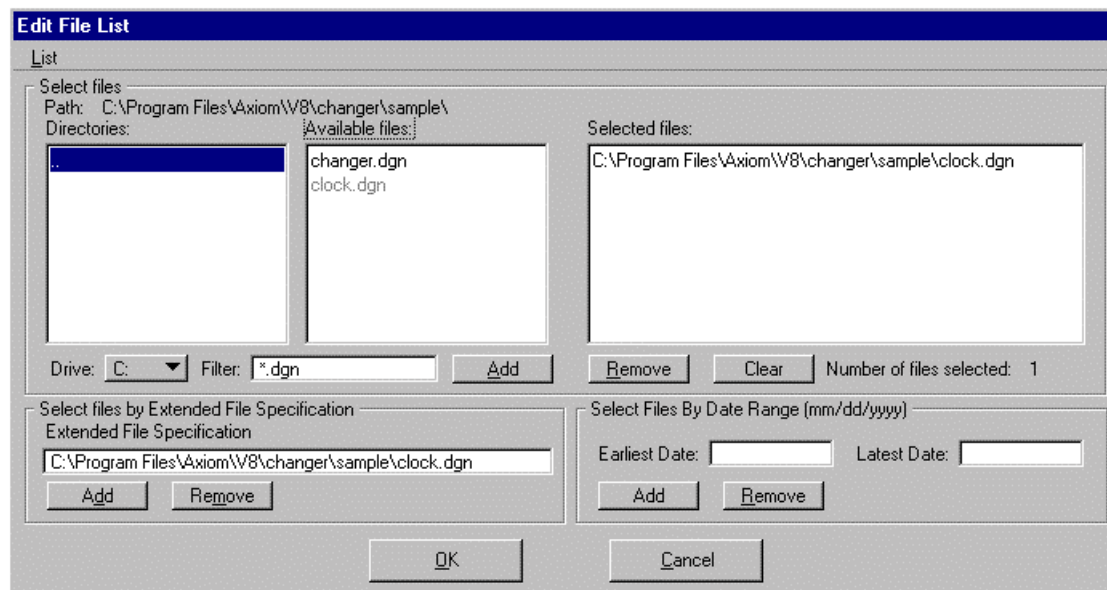 Edit File List
List
Select files
Path: C:\Program Files\Axiom\V8\changer\sample\
Directories: Available files: Selected files:
.. changer.dgn C:\Program Files\Axiom\V8\changer\sample\clock.dgn
clock.dgn
Drive: C: Filter: *.dgn Add Remove Clear Number of files selected: 1
Select files by Extended File Specification
Extended File Specification
C:\Program Files\Axiom\V8\changer\sample\clock.dgn
Add Remove
Select Files By Date Range (mm/dd/yyyy)
Earliest Date: Latest Date:
Add Remove
OK Cancel